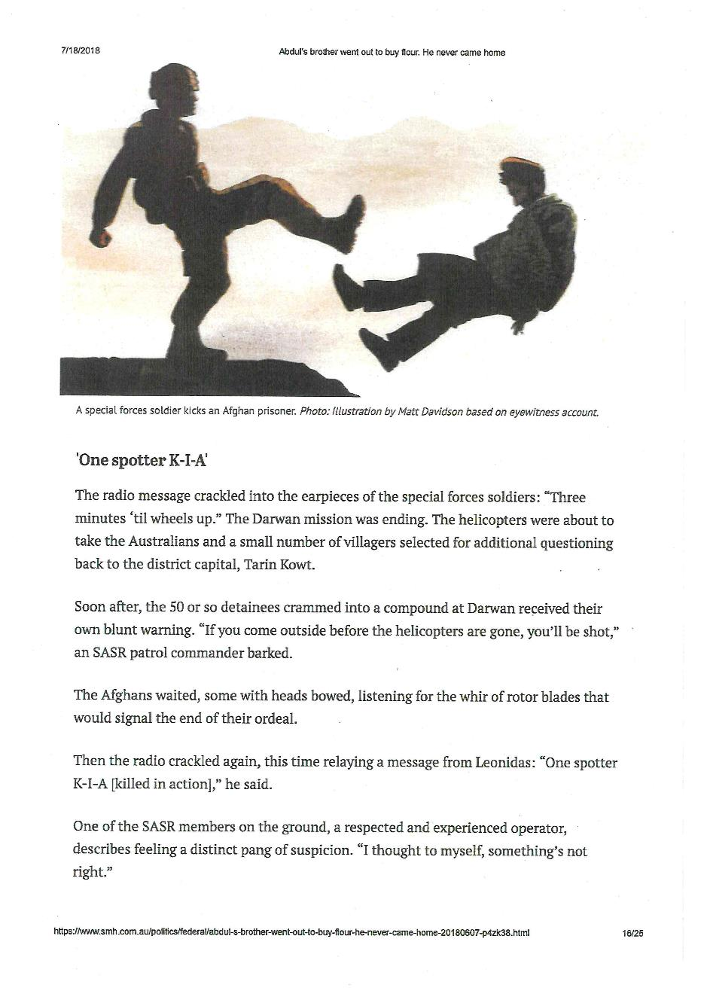 7/18/2018
Abdul's brother went out to buy flour. He never came home
A special forces soldier kicks an Afghan prisoner. Photo: Illustration by Matt Davidson based on eyewitness account.
'One spotter K-I-A'
The radio message crackled into the earpieces of the special forces soldiers: “Three
minutes ‘til wheels up.” The Darwan mission was ending. The helicopters were about to
take the Australians and a small number of villagers selected for additional questioning
back to the district capital, Tarin Kowt.
Soon after, the 50 or so detainees crammed into a compound at Darwan received their
own blunt warning. “If you come outside before the helicopters are gone, you’ll be shot,”
an SASR patrol commander barked.
The Afghans waited, some with heads bowed, listening for the whir of rotor blades that
would signal the end of their ordeal.
Then the radio crackled again, this time relaying a message from Leonidas: “One spotter
K-I-A [killed in action],” he said.
One of the SASR members on the ground, a respected and experienced operator,
describes feeling a distinct pang of suspicion. “I thought to myself, something’s not
right.”
https://www.smh.com.au/politics/federal/abdul-s-brother-went-out-to-buy-flour-he-never-came-home-20180607-p4zk38.html
16/25